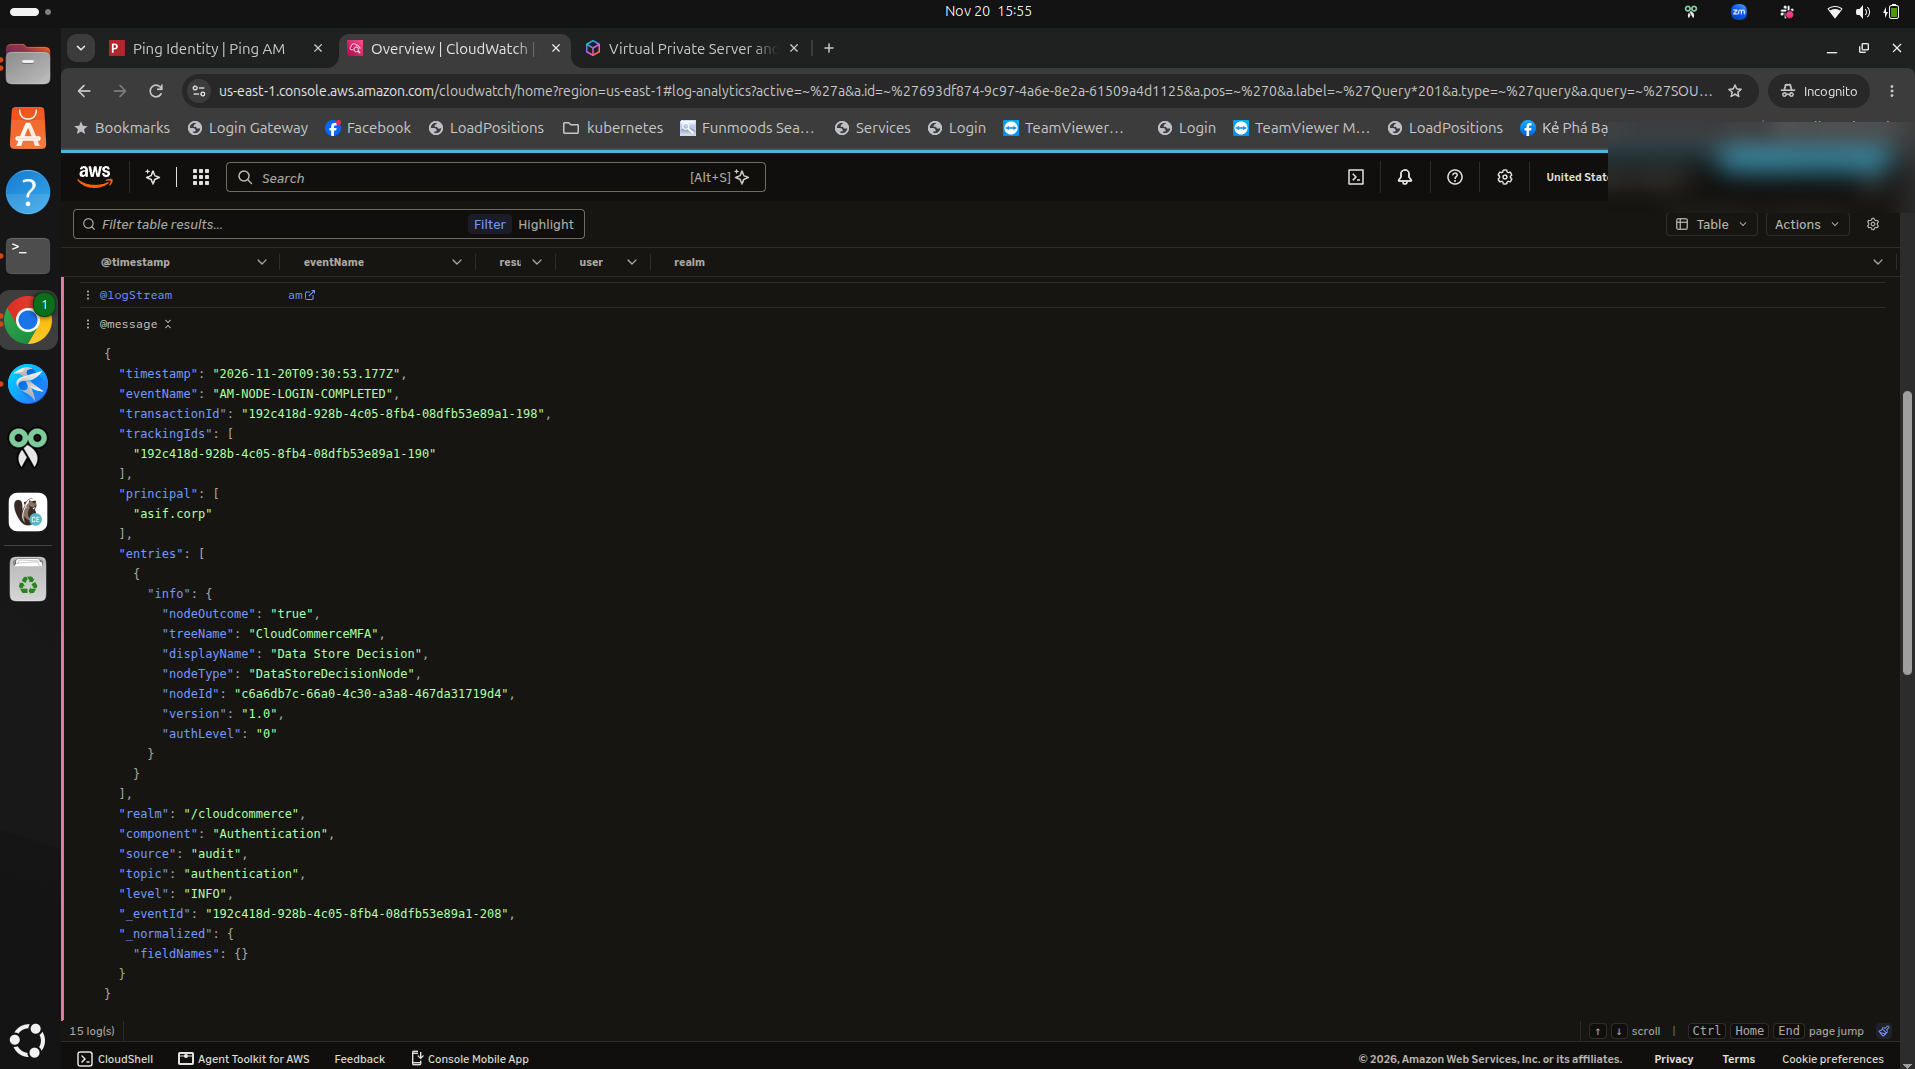 Nov 20 15:55
zm
Ping Identity | Ping AM
Overview | CloudWatch |
Virtual Private Server and
us-east-1.console.aws.amazon.com/cloudwatch/home?region=us-east-1#log-analytics?active=~%27a&a.id=~%27693df874-9c97-4a6e-8e2a-61509a4d1125&a.pos=~%270&a.label=~%27Query*201&a.type=~%27query&a.query=~%27SOU...
Incognito
Bookmarks
Login Gateway
Facebook
LoadPositions
kubernetes
Funmoods Sea...
Services
Login
TeamViewer...
Login
TeamViewer M...
LoadPositions
Kẻ Phá Bạ
aws
Search
[Alt+S]
United State
Filter table results...
Filter
Highlight
Table
Actions
@timestamp
eventName
resu
user
realm
@logStream
am
@message
{
"timestamp": "2026-11-20T09:30:53.177Z",
"eventName": "AM-NODE-LOGIN-COMPLETED",
"transactionId": "192c418d-928b-4c05-8fb4-08dfb53e89a1-198",
"trackingIds": [
"192c418d-928b-4c05-8fb4-08dfb53e89a1-190"
],
"principal": [
"asif.corp"
],
"entries": [
{
"info": {
"nodeOutcome": "true",
"treeName": "CloudCommerceMFA",
"displayName": "Data Store Decision",
"nodeType": "DataStoreDecisionNode",
"nodeId": "c6a6db7c-66a0-4c30-a3a8-467da31719d4",
"version": "1.0",
"authLevel": "0"
}
}
],
"realm": "/cloudcommerce",
"component": "Authentication",
"source": "audit",
"topic": "authentication",
"level": "INFO",
"_eventId": "192c418d-928b-4c05-8fb4-08dfb53e89a1-208",
"_normalized": {
"fieldNames": {}
}
}
15 log(s)
↑ ↓ scroll | Ctrl Home End page jump
CloudShell
Agent Toolkit for AWS
Feedback
Console Mobile App
© 2026, Amazon Web Services, Inc. or its affiliates.
Privacy
Terms
Cookie preferences